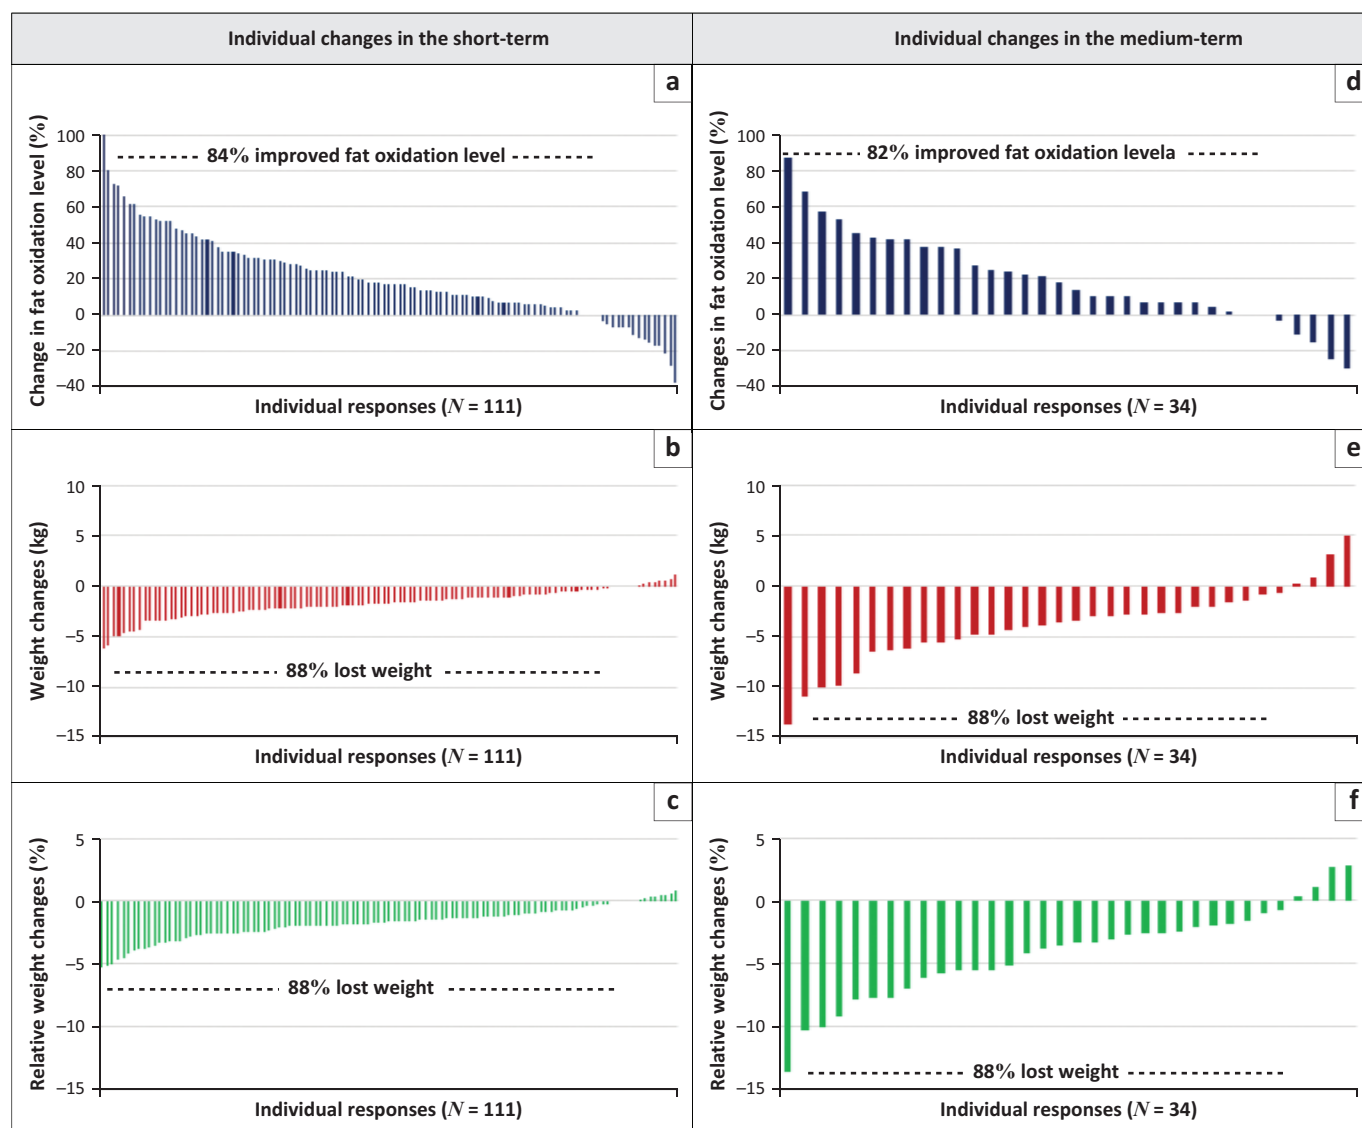 Individual changes in the short-term
Individual changes in the medium-term
a
Change in fat oxidation level (%)
100
80
60
40
20
0
–20
–40
84% improved fat oxidation level
Individual responses (N = 111)
d
Changes in fat oxidation level (%)
100
80
60
40
20
0
–20
–40
82% improved fat oxidation levela
Individual responses (N = 34)
b
Weight changes (kg)
10
5
0
–5
–10
–15
88% lost weight
Individual responses (N = 111)
e
Weight changes (kg)
10
5
0
–5
–10
–15
88% lost weight
Individual responses (N = 34)
c
Relative weight changes (%)
5
0
–5
–10
–15
88% lost weight
Individual responses (N = 111)
f
Relative weight changes (%)
5
0
–5
–10
–15
88% lost weight
Individual responses (N = 34)